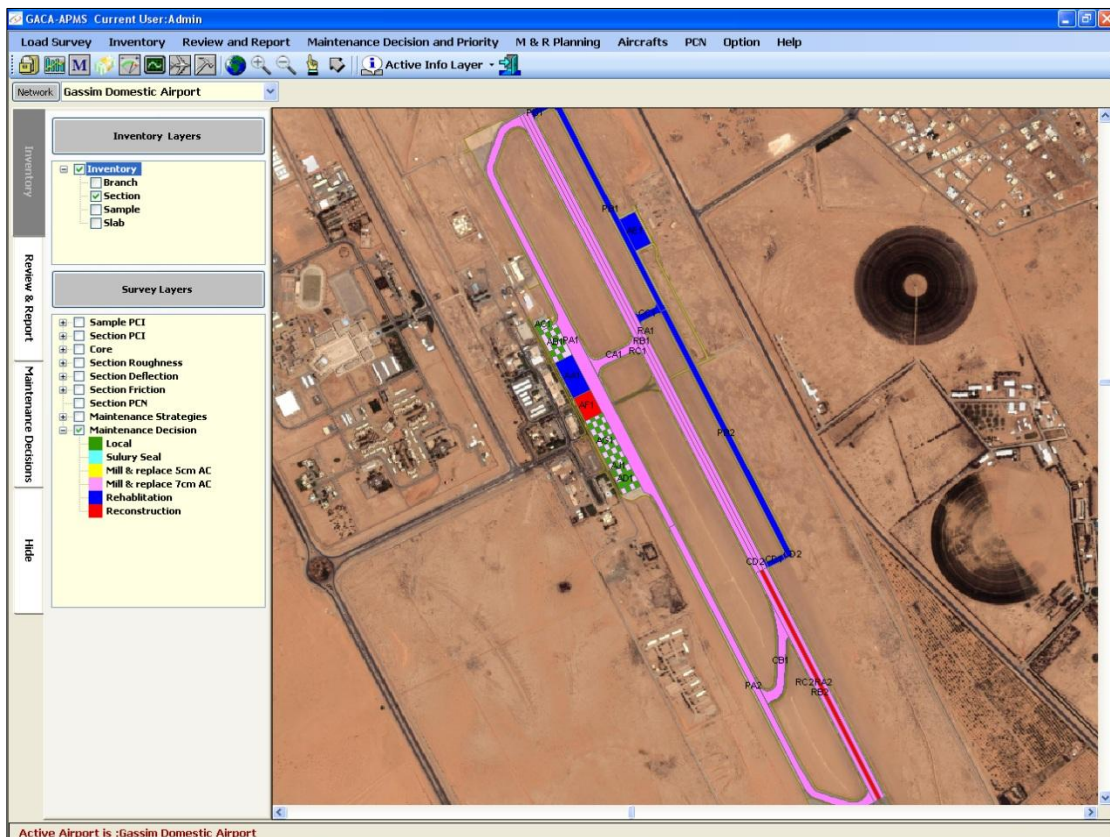 GACA-APMS Current User:Admin
Load Survey Inventory Review and Report Maintenance Decision and Priority M & R Planning Aircrafts PCN Option Help
M Active Info Layer
Network Gassim Domestic Airport
Inventory
Review & Report
Maintenance Decisions
Hide
Inventory Layers
Inventory
Branch
Section
Sample
Slab
Survey Layers
Sample PCI
Section PCI
Core
Section Roughness
Section Deflection
Section Friction
Section PCN
Maintenance Strategies
Maintenance Decision
Local
Sulury Seal
Mill & replace 5cm AC
Mill & replace 7cm AC
Rehablitation
Reconstruction
RA1
RB1
RC1
AC1
PA1
CA1
AF1
AD1
CD2
CB1
PA2
RC2
RA2
RB2
Active Airport is :Gassim Domestic Airport